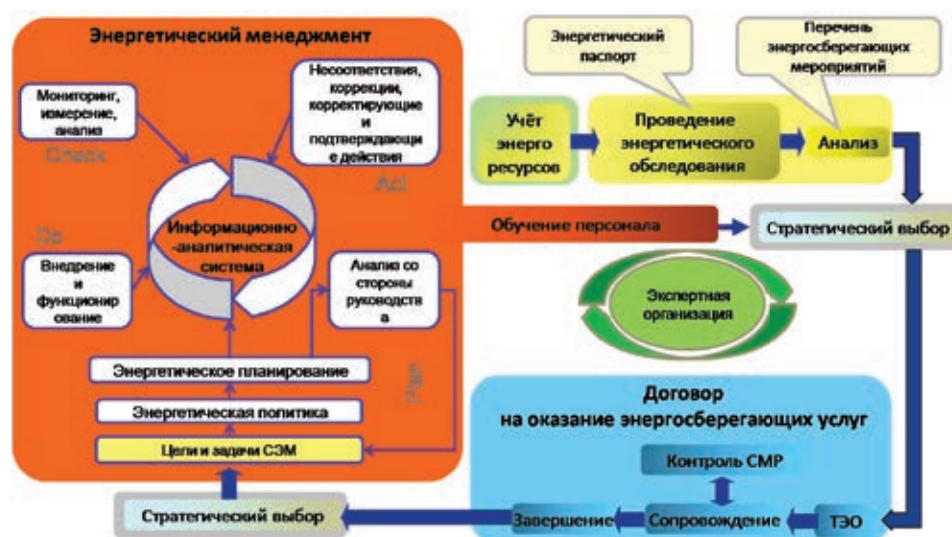 Энергетический менеджмент
Мониторинг,
измерение,
анализ
Check
Несоответствия,
коррекции,
корректирующие
и
подтверждающи
е действия
Act
Do
Информационно
-аналитическая
система
Внедрение
и
функционир
ование
Анализ со
стороны
руководств
а
Plan
Энергетическое планирование
Энергетическая политика
Цели и задачи СЭМ
Энергетический
паспорт
Перечень
энергосберегающих
мероприятий
Учёт
энерго
ресурсов
Проведение
энергетического
обследования
Анализ
Обучение персонала
Стратегический выбор
Экспертная
организация
Договор
на оказание энергосберегающих услуг
Контроль СМР
Стратегический выбор
Завершение
Сопровождение
ТЭО